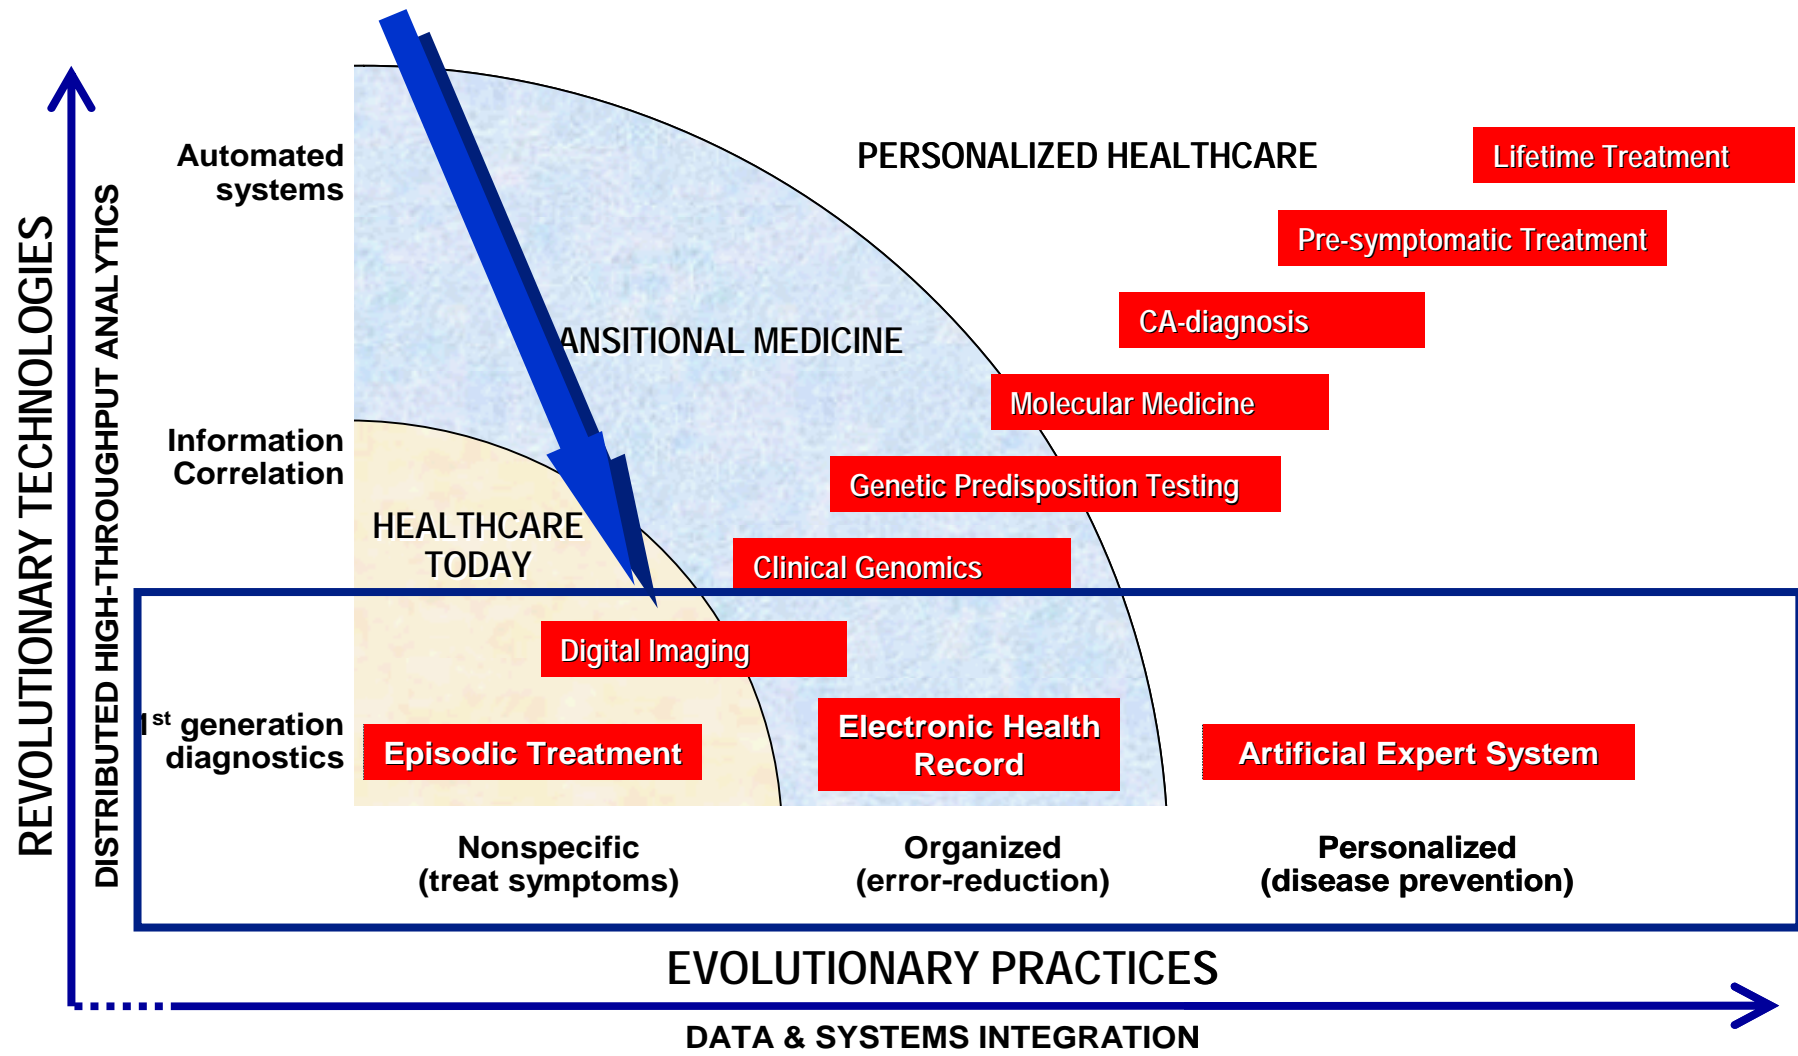 REVOLUTIONARY TECHNOLOGIES
DISTRIBUTED HIGH-THROUGHPUT ANALYTICS
Automated
systems
Information
Correlation
1st generation
diagnostics
PERSONALIZED HEALTHCARE
ANSITIONAL MEDICINE
HEALTHCARE
TODAY
Lifetime Treatment
Pre-symptomatic Treatment
CA-diagnosis
Molecular Medicine
Genetic Predisposition Testing
Clinical Genomics
Digital Imaging
Episodic Treatment
Electronic Health
Record
Artificial Expert System
Nonspecific
(treat symptoms)
Organized
(error-reduction)
Personalized
(disease prevention)
EVOLUTIONARY PRACTICES
DATA & SYSTEMS INTEGRATION